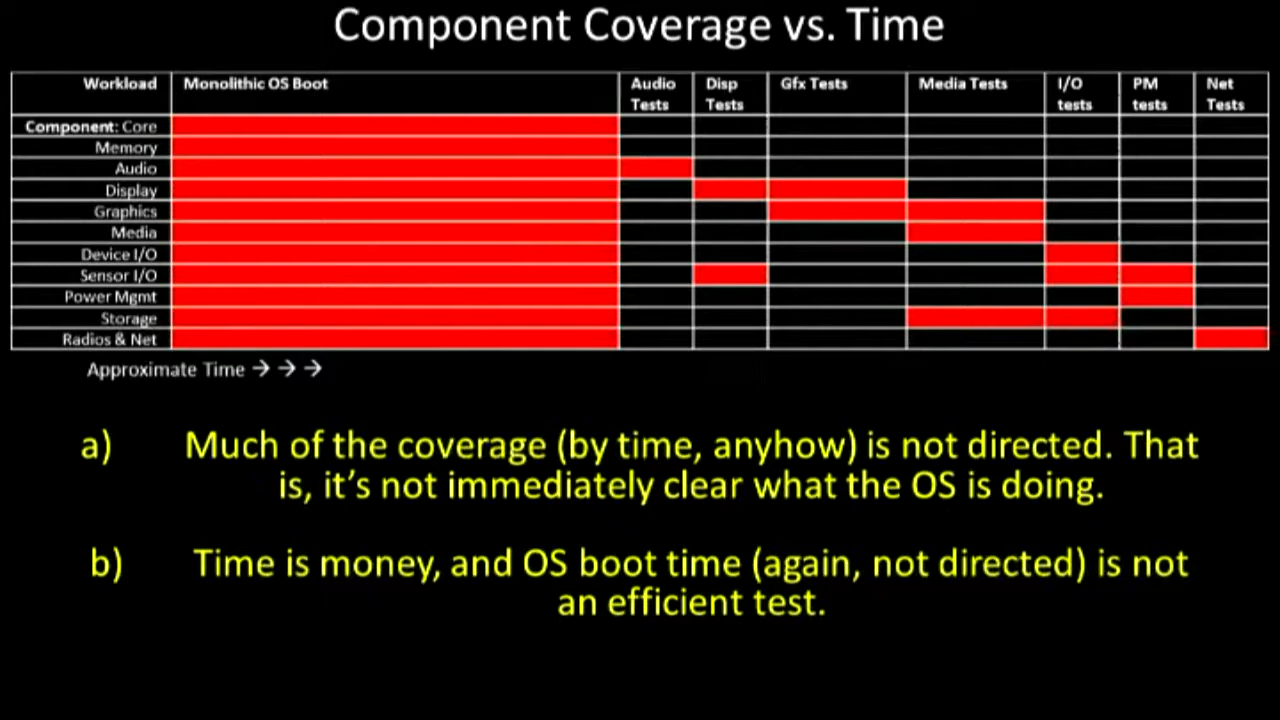 Component Coverage vs. Time
Workload Monolithic OS Boot Audio Tests Disp Tests Gfx Tests Media Tests I/O tests PM tests Net Tests
Component: Core
Memory
Audio
Display
Graphics
Media
Device I/O
Sensor I/O
Power Mgmt
Storage
Radios & Net
Approximate Time → → →
a) Much of the coverage (by time, anyhow) is not directed. That
is, it’s not immediately clear what the OS is doing.
b) Time is money, and OS boot time (again, not directed) is not
an efficient test.